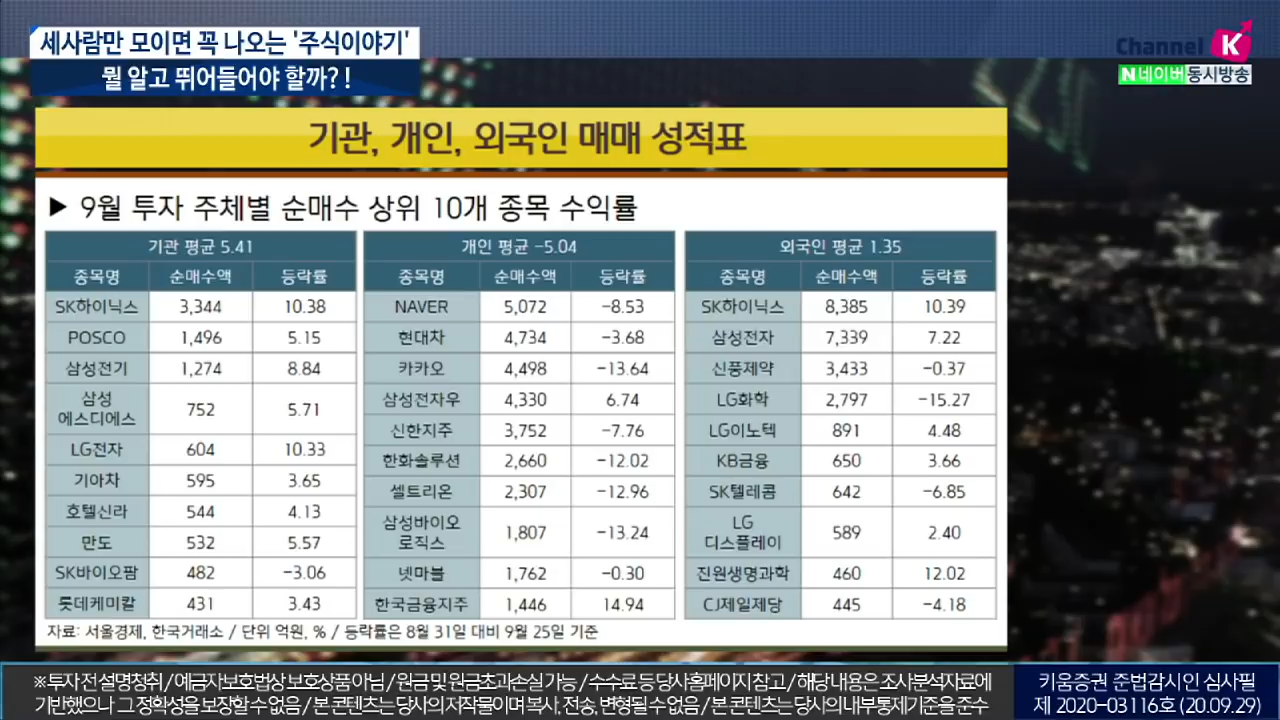 세사람만 모이면 꼭 나오는 '주식이야기'
뭘 알고 뛰어들어야 할까?!
Channel K
N 네이버 동시방송
기관, 개인, 외국인 매매 성적표
▶ 9월 투자 주체별 순매수 상위 10개 종목 수익률
기관 평균 5.41
종목명 순매수액 등락률
SK하이닉스 3,344 10.38
POSCO 1,496 5.15
삼성전기 1,274 8.84
삼성
에스디에스 752 5.71
LG전자 604 10.33
기아차 595 3.65
호텔신라 544 4.13
만도 532 5.57
SK바이오팜 482 -3.06
롯데케미칼 431 3.43
개인 평균 -5.04
종목명 순매수액 등락률
NAVER 5,072 -8.53
현대차 4,734 -3.68
카카오 4,498 -13.64
삼성전자우 4,330 6.74
신한지주 3,752 -7.76
한화솔루션 2,660 -12.02
셀트리온 2,307 -12.96
삼성바이오
로직스 1,807 -13.24
넷마블 1,762 -0.30
한국금융지주 1,446 14.94
외국인 평균 1.35
종목명 순매수액 등락률
SK하이닉스 8,385 10.39
삼성전자 7,339 7.22
신풍제약 3,433 -0.37
LG화학 2,797 -15.27
LG이노텍 891 4.48
KB금융 650 3.66
SK텔레콤 642 -6.85
LG
디스플레이 589 2.40
진원생명과학 460 12.02
CJ제일제당 445 -4.18
자료: 서울경제, 한국거래소 / 단위 억원, % / 등락률은 8월 31일 대비 9월 25일 기준
※ 투자 전 설명청취 / 예금자보호법상 보호상품 아님 / 원금 및 원금초과손실 가능 / 수수료 등 당사 홈페이지 참고 / 해당 내용은 조사분석자료에
기반했으나 그 정확성을 보장할 수 없음 / 본 콘텐츠는 당사의 저작물이며 복사, 전송, 변형될 수 없음 / 본 콘텐츠는 당사의 내부통제기준을 준수
키움증권 준법감시인 심사필
제 2020-03116호 (20.09.29)